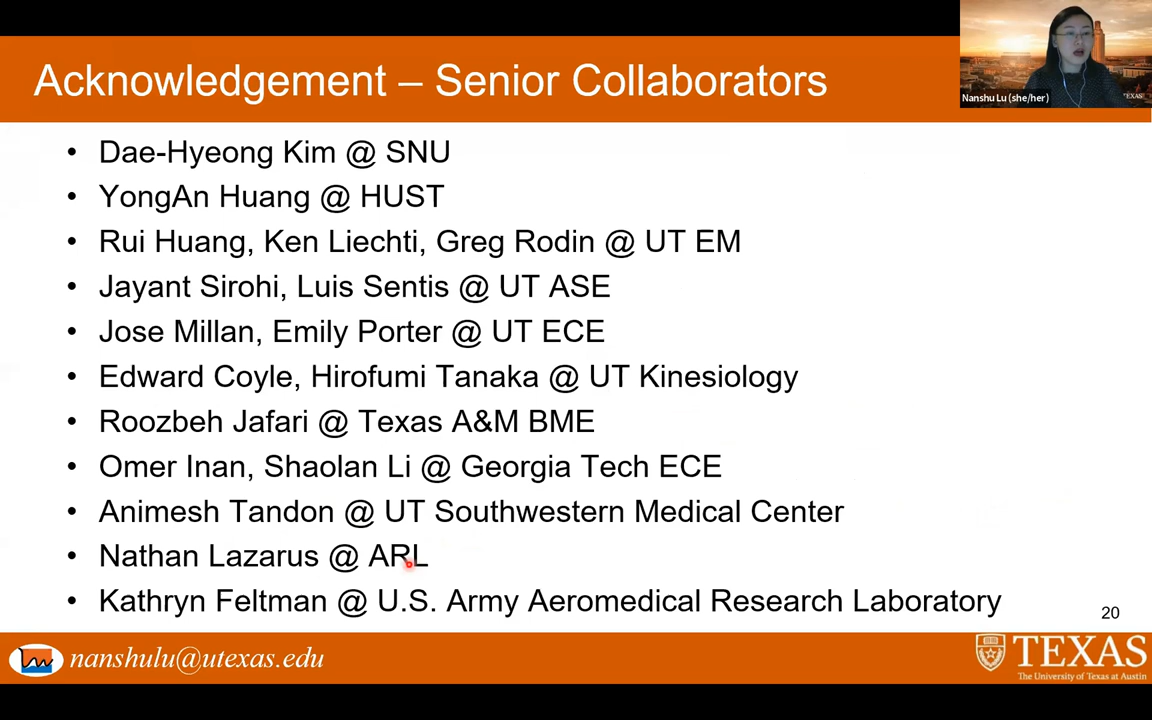 Acknowledgement – Senior Collaborators
Nanshu Lu (she/her)
TEXAS
• Dae-Hyeong Kim @ SNU
• YongAn Huang @ HUST
• Rui Huang, Ken Liechti, Greg Rodin @ UT EM
• Jayant Sirohi, Luis Sentis @ UT ASE
• Jose Millan, Emily Porter @ UT ECE
• Edward Coyle, Hirofumi Tanaka @ UT Kinesiology
• Roozbeh Jafari @ Texas A&M BME
• Omer Inan, Shaolan Li @ Georgia Tech ECE
• Animesh Tandon @ UT Southwestern Medical Center
• Nathan Lazarus @ ARL
• Kathryn Feltman @ U.S. Army Aeromedical Research Laboratory
20
nanshulu@utexas.edu
TEXAS
The University of Texas at Austin